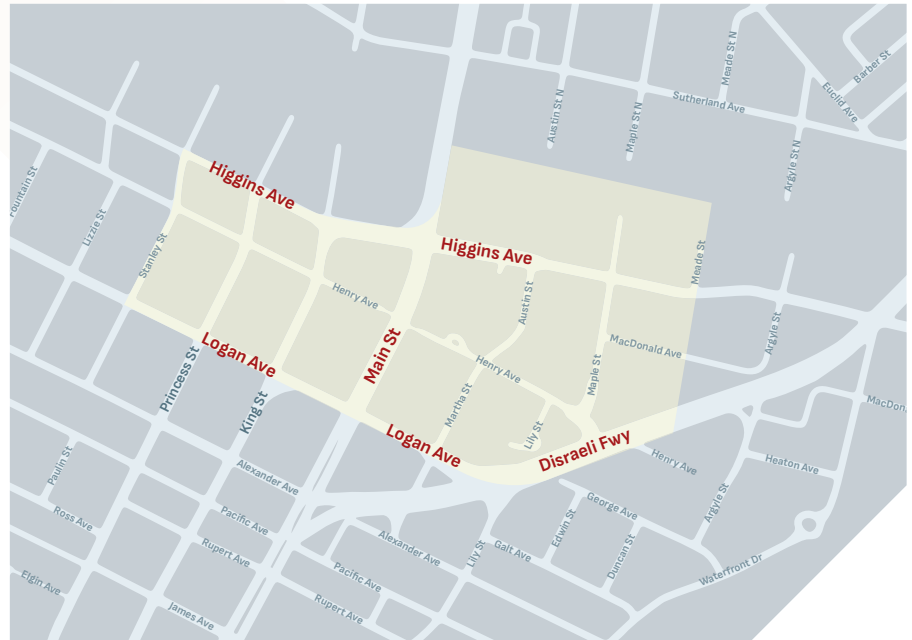 Meade St N
Barber St
Euclid Ave
Sutherland Ave
Austin St N
Maple St N
Argyle St N
Higgins Ave
Fountain St
Lizzie St
Stanley St
Higgins Ave
Meade St
Henry Ave
Austin St
Argyle St
MacDonald Ave
Main St
Logan Ave
Princess St
Henry Ave
Maple St
Martha St
King St
Lily St
Logan Ave
Disraeli Fwy
Paulin St
Alexander Ave
Henry Ave
Heaton Ave
George Ave
Argyle St
Ross Ave
Pacific Ave
Edwin St
Rupert Ave
Alexander Ave
Lily St
Galt Ave
Duncan St
Waterfront Dr
Elgin Ave
Pacific Ave
James Ave
Rupert Ave